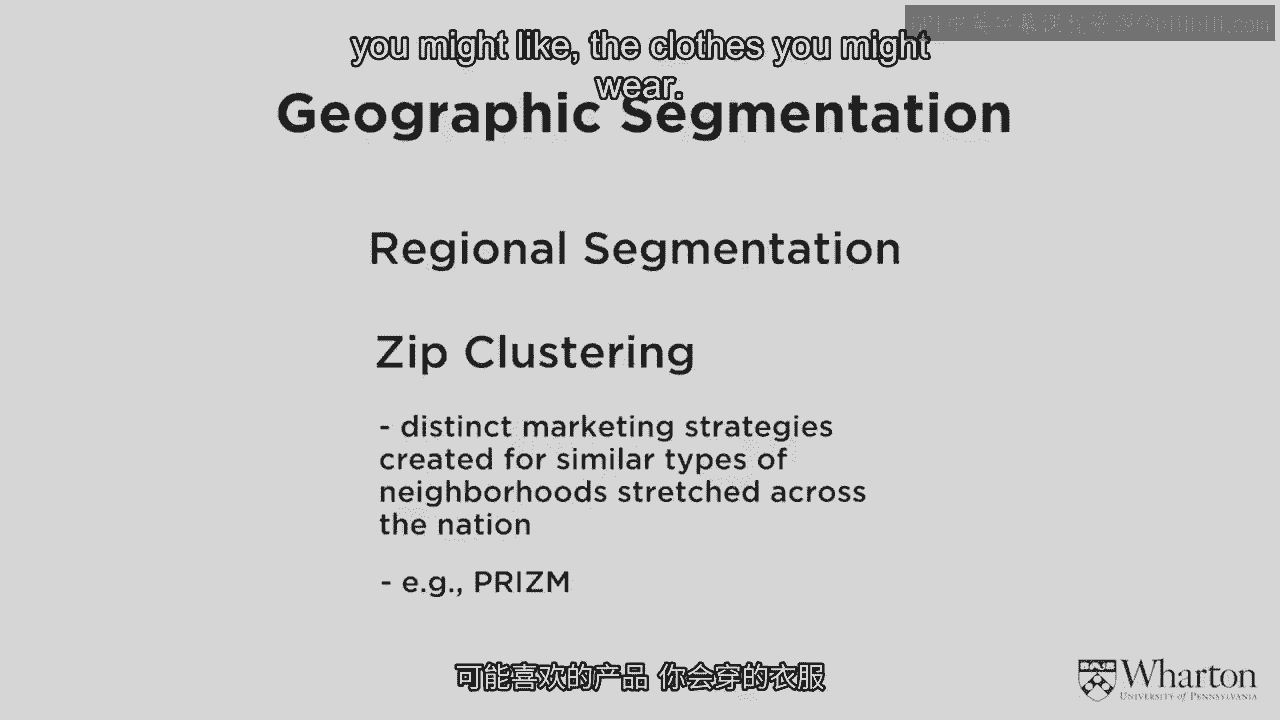 you might like, the clothes you might
wear.
Geographic Segmentation
Regional Segmentation
Zip Clustering
- distinct marketing strategies
created for similar types of
neighborhoods stretched across
the nation
- e.g., PRIZM
可能喜欢的产品 你会穿的衣服
Wharton
UNIVERSITY of PENNSYLVANIA